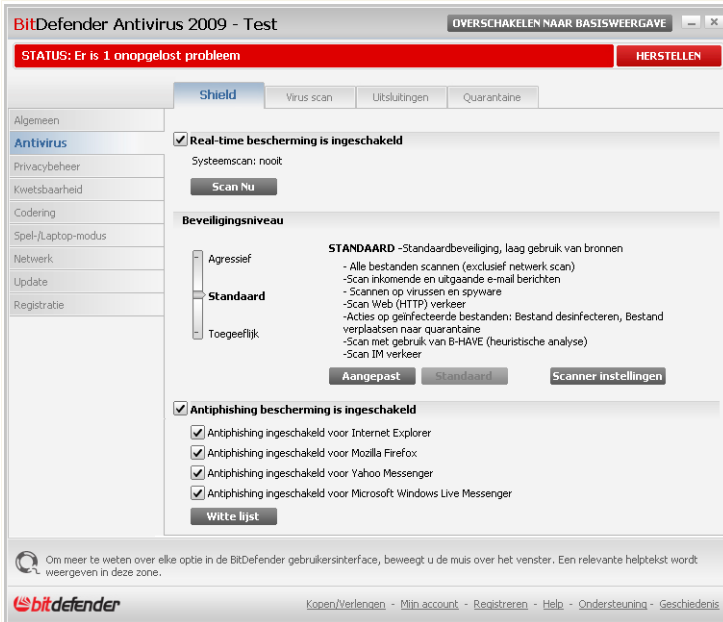 BitDefender Antivirus 2009 - Test
OVERSCHAKELEN NAAR BASISWEERGAVE
STATUS: Er is 1 onopgelost probleem
HERSTELLEN
Shield
Virus scan
Uitsluitingen
Quarantaine
Algemeen
Antivirus
Privacybeheer
Kwetsbaarheid
Codering
Spel-/Laptop-modus
Netwerk
Update
Registratie
Real-time bescherming is ingeschakeld
Systeemscan: nooit
Scan Nu
Beveiligingsniveau
Agressief
Standaard
Toegeeflijk
STANDAARD -Standaardbeveiliging, laag gebruik van bronnen
- Alle bestanden scannen (exclusief netwerk scan)
-Scan inkomende en uitgaande e-mail berichten
- Scannen op virussen en spyware
-Scan Web (HTTP) verkeer
-Acties op geïnfecteerde bestanden: Bestand desinfecteren, Bestand
verplaatsen naar quarantaine
-Scan met gebruik van B-HAVE (heuristische analyse)
-Scan IM verkeer
Aangepast
Standaard
Scanner instellingen
Antiphishing bescherming is ingeschakeld
Antiphishing ingeschakeld voor Internet Explorer
Antiphishing ingeschakeld voor Mozilla Firefox
Antiphishing ingeschakeld voor Yahoo Messenger
Antiphishing ingeschakeld voor Microsoft Windows Live Messenger
Witte lijst
Om meer te weten over elke optie in de BitDefender gebruikersinterface, beweegt u de muis over het venster. Een relevante helptekst wordt
weergeven in deze zone.
bitdefender
Kopen/Verlengen - Mijn account - Registreren - Help - Ondersteuning - Geschiedenis